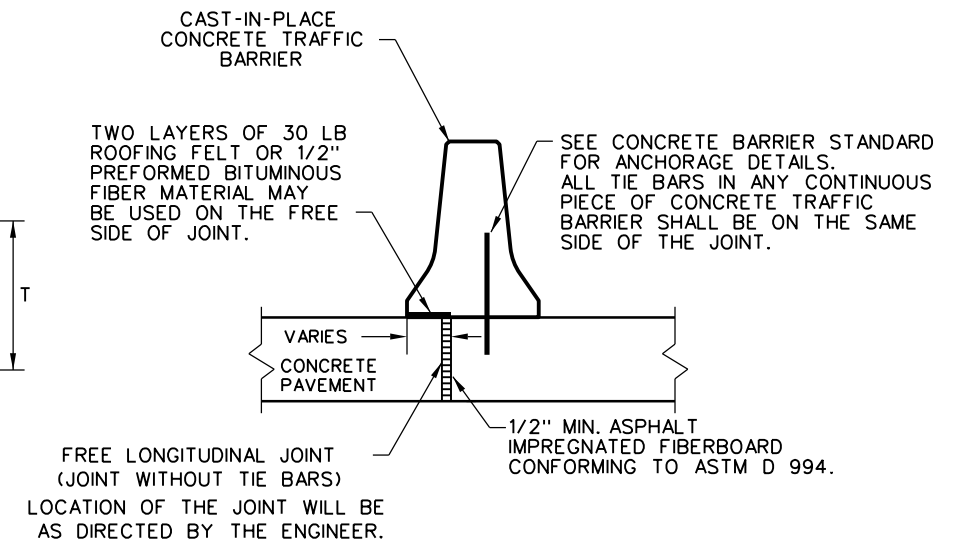 CAST-IN-PLACE
CONCRETE TRAFFIC
BARRIER
TWO LAYERS OF 30 LB
ROOFING FELT OR 1/2"
PREFORMED BITUMINOUS
FIBER MATERIAL MAY
BE USED ON THE FREE
SIDE OF JOINT.
SEE CONCRETE BARRIER STANDARD
FOR ANCHORAGE DETAILS.
ALL TIE BARS IN ANY CONTINUOUS
PIECE OF CONCRETE TRAFFIC
BARRIER SHALL BE ON THE SAME
SIDE OF THE JOINT.
T
VARIES
CONCRETE
PAVEMENT
FREE LONGITUDINAL JOINT
(JOINT WITHOUT TIE BARS)
LOCATION OF THE JOINT WILL BE
AS DIRECTED BY THE ENGINEER.
1/2" MIN. ASPHALT
IMPREGNATED FIBERBOARD
CONFORMING TO ASTM D 994.